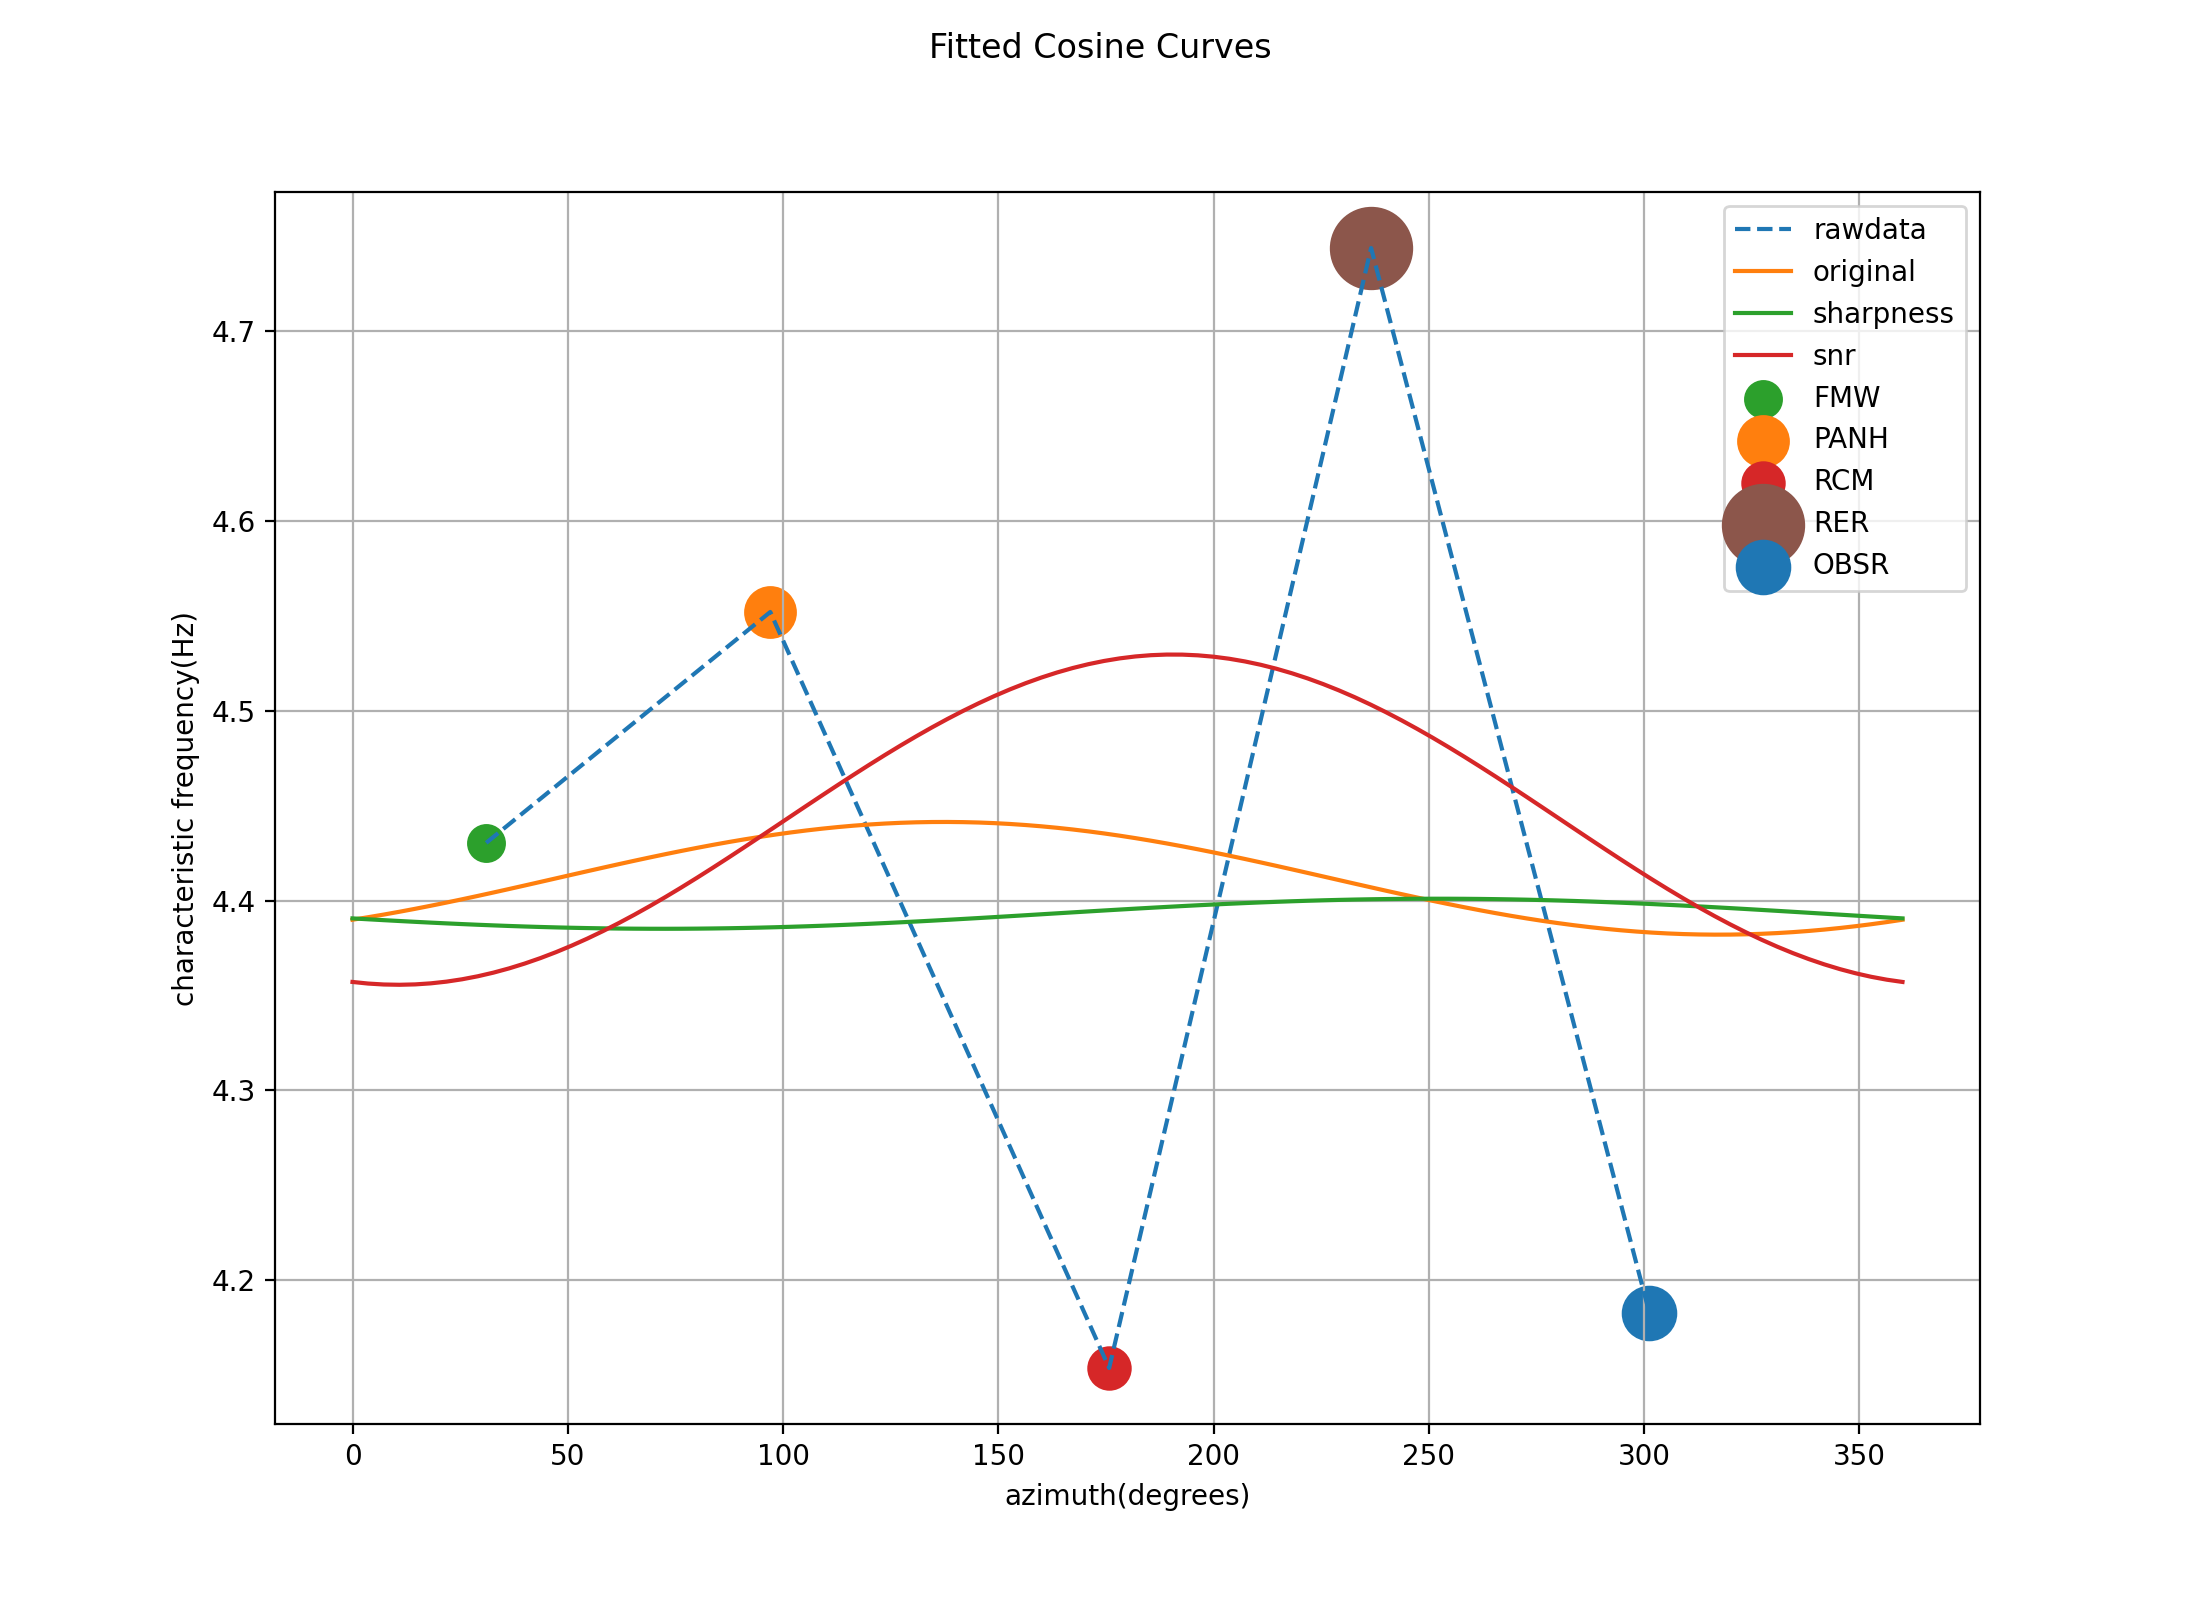 Fitted Cosine Curves
rawdata
original
sharpness
snr
FMW
PANH
RCM
RER
OBSR
characteristic frequency(Hz)
4.7
4.6
4.5
4.4
4.3
4.2
0 50 100 150 200 250 300 350
azimuth(degrees)